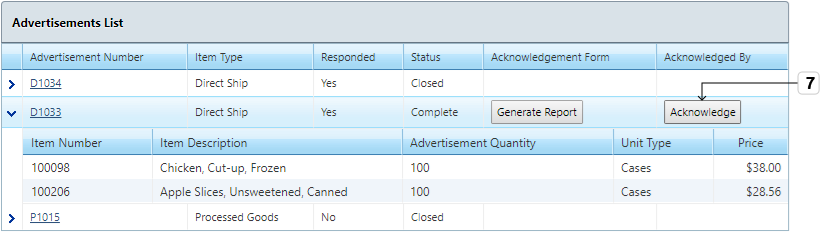 Advertisements List
Advertisement Number Item Type Responded Status Acknowledgement Form Acknowledged By
D1034 Direct Ship Yes Closed
7
D1033 Direct Ship Yes Complete Generate Report Acknowledge
Item Number Item Description Advertisement Quantity Unit Type Price
100098 Chicken, Cut-up, Frozen 100 Cases $38.00
100206 Apple Slices, Unsweetened, Canned 100 Cases $28.56
P1015 Processed Goods No Closed